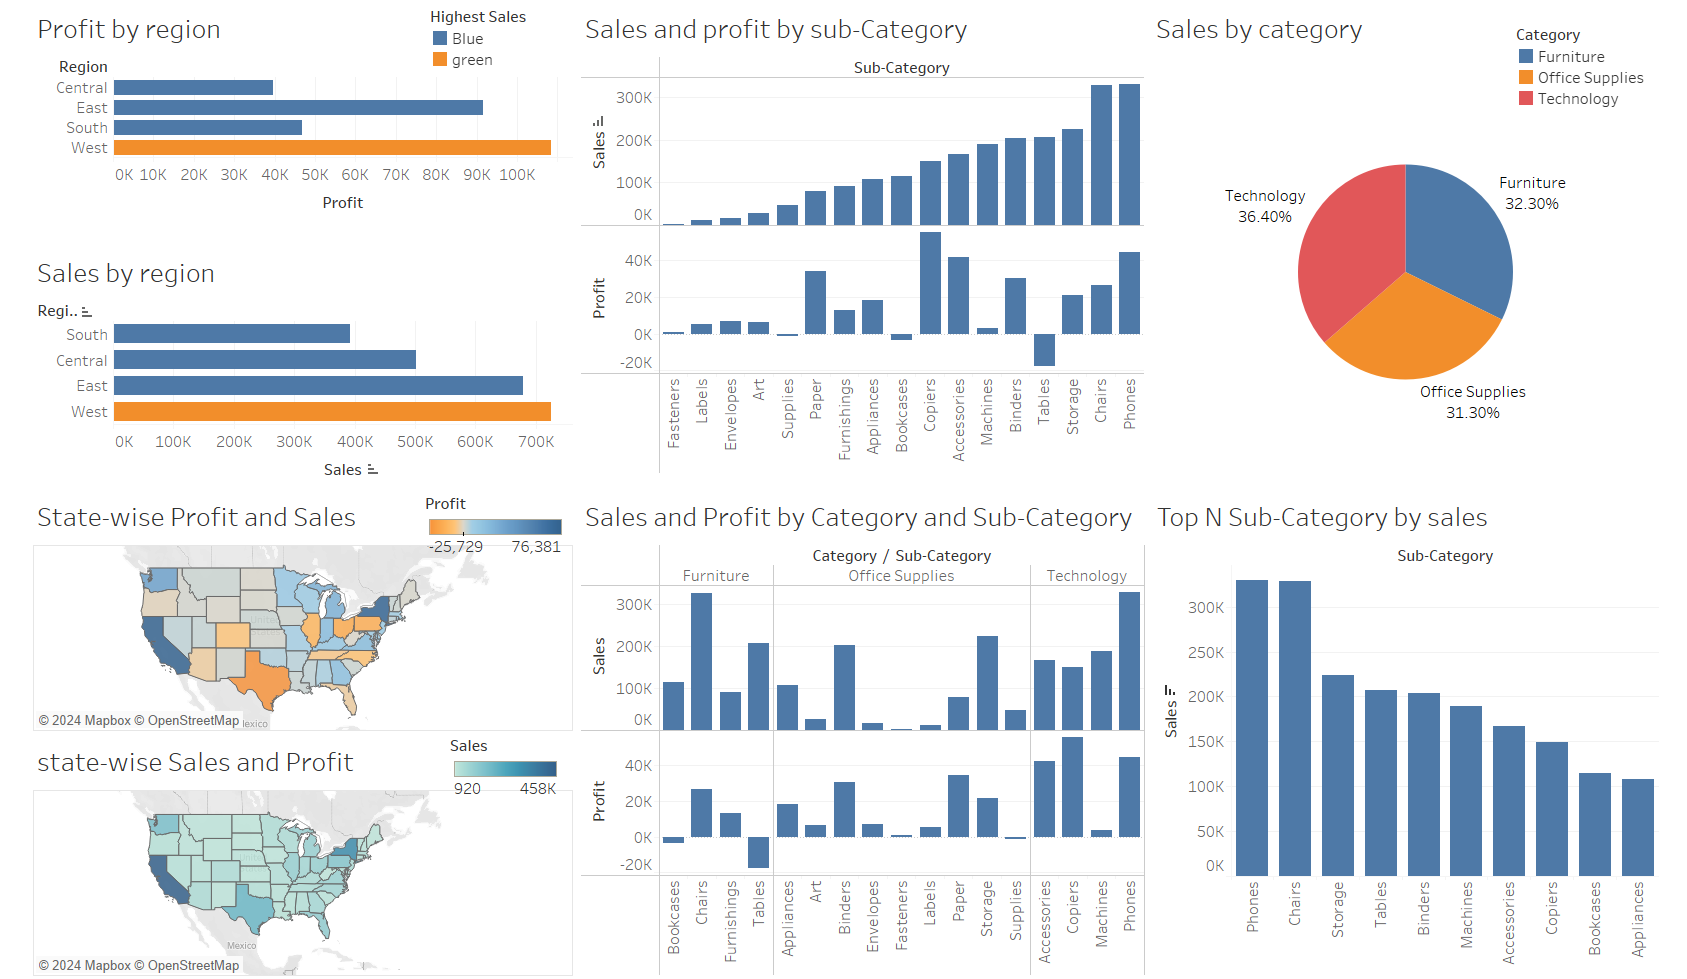 Profit by region
Highest Sales
Blue
green
Region
Central
East
South
West
0K 10K 20K 30K 40K 50K 60K 70K 80K 90K 100K
Profit
Sales by region
Regi..
South
Central
East
West
0K 100K 200K 300K 400K 500K 600K 700K
Sales
Sales and profit by sub-Category
Sub-Category
300K
200K
100K
0K
Sales
40K
20K
0K
-20K
Profit
Fasteners
Labels
Envelopes
Art
Supplies
Paper
Furnishings
Appliances
Bookcases
Copiers
Accessories
Machines
Binders
Tables
Storage
Chairs
Phones
Sales by category
Category
Furniture
Office Supplies
Technology
Technology
36.40%
Furniture
32.30%
Office Supplies
31.30%
State-wise Profit and Sales
Profit
-25,729 76,381
© 2024 Mapbox © OpenStreetMap
state-wise Sales and Profit
Sales
920 458K
Mexico
© 2024 Mapbox © OpenStreetMap
Sales and Profit by Category and Sub-Category
Category / Sub-Category
Furniture Office Supplies Technology
300K
200K
100K
0K
Sales
40K
20K
0K
-20K
Profit
Bookcases
Chairs
Furnishings
Tables
Appliances
Art
Binders
Envelopes
Fasteners
Labels
Paper
Storage
Supplies
Accessories
Copiers
Machines
Phones
Top N Sub-Category by sales
Sub-Category
300K
250K
200K
150K
100K
50K
0K
Sales
Phones
Chairs
Storage
Tables
Binders
Machines
Accessories
Copiers
Bookcases
Appliances